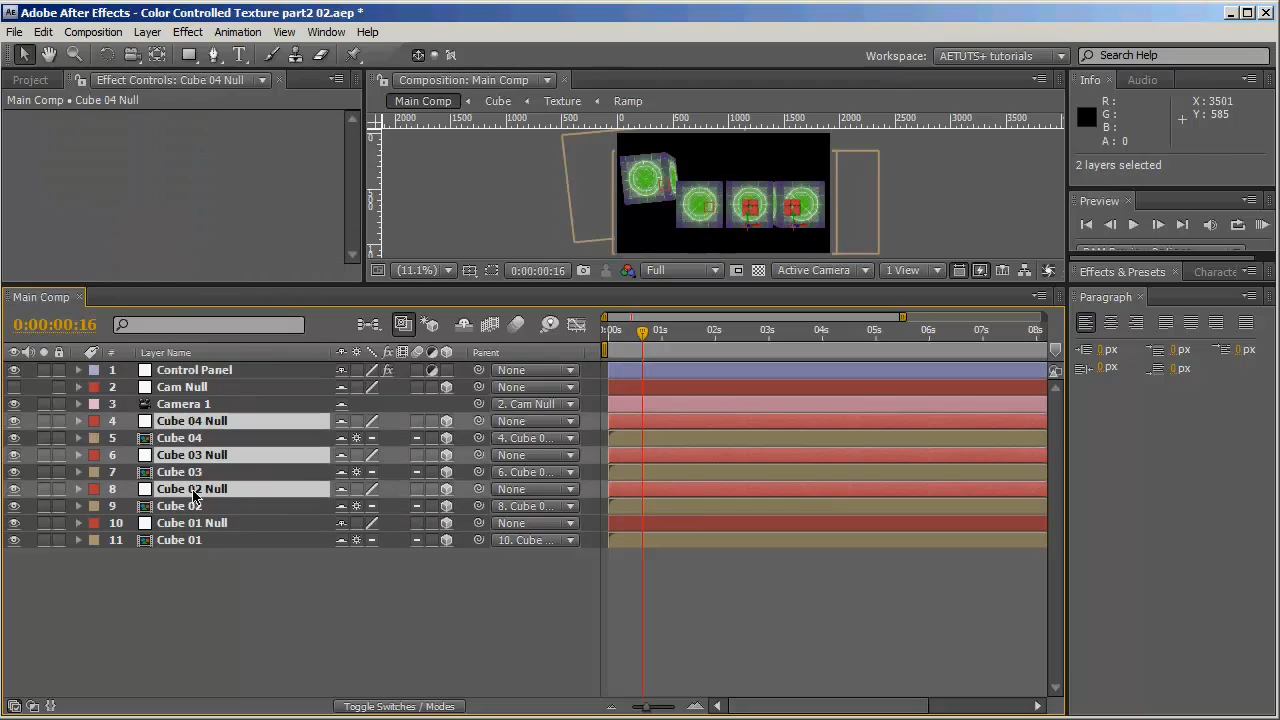 Adobe After Effects - Color Controlled Texture part2 02.aep *
File Edit Composition Layer Effect Animation View Window Help
Workspace: AETUTS+ tutorials Search Help
Project Effect Controls: Cube 04 Null Composition: Main Comp Info Audio
Main Comp • Cube 04 Null Main Comp Cube Texture Ramp
R: X: 3501
G: Y: 585
B:
A: 0
2 layers selected
2000 1500 1000 500 0 500 1000 1500 2000 2500 3000 3500
Preview
(11.1%) 0:00:00:16 Full Active Camera 1 View
Effects & Presets Characte
Main Comp Paragraph
0:00:00:16 0:00s 01s 02s 03s 04s 05s 06s 07s 08s
# Layer Name fx Parent
0 px 0 px 0 px
0 px 0 px
1 Control Panel fx None
2 Cam Null None
3 Camera 1 2. Cam Null
4 Cube 04 Null None
5 Cube 04 4. Cube 0...
6 Cube 03 Null None
7 Cube 03 6. Cube 0...
8 Cube 02 Null None
9 Cube 02 8. Cube 0...
10 Cube 01 Null None
11 Cube 01 10. Cube ...
Toggle Switches / Modes